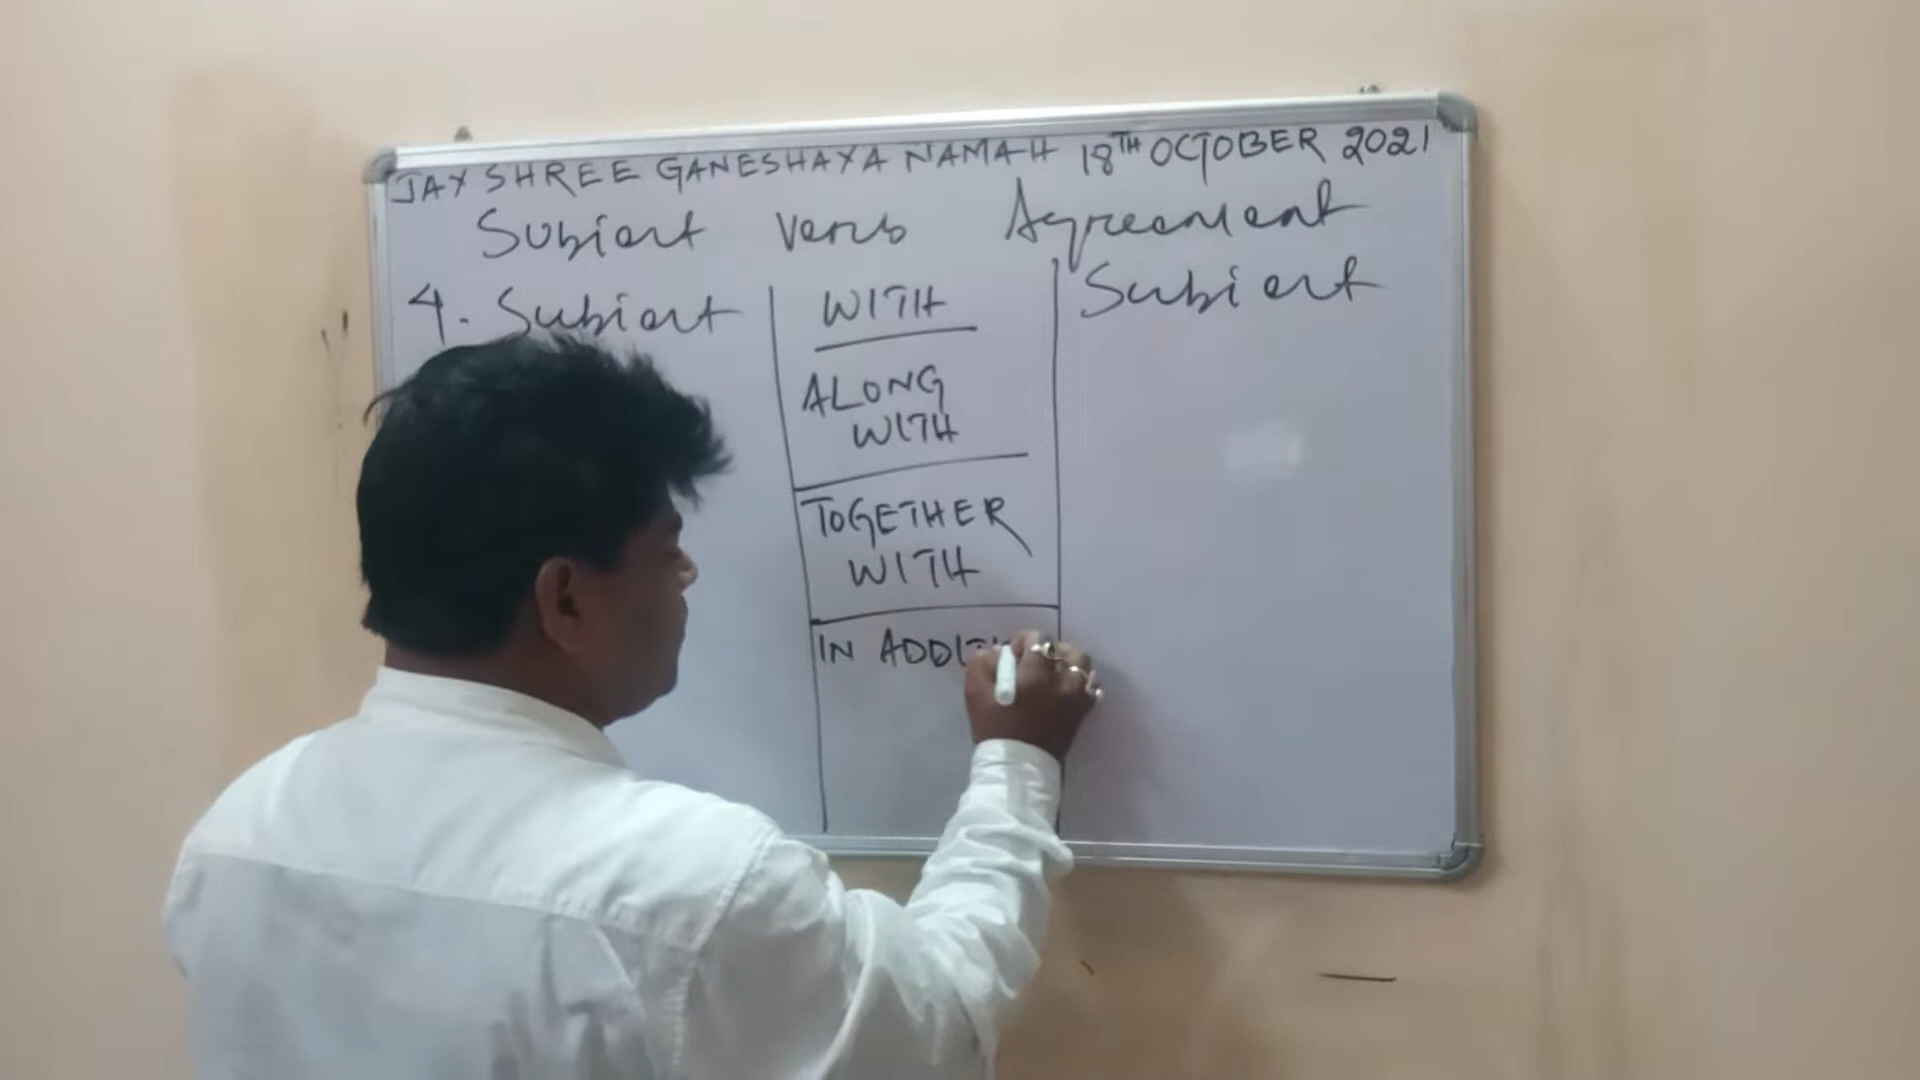 JAY SHREE GANESHAYA NAMAH 18TH OCTOBER 2021
Subject Verb Agreement
4. Subject WITH Subject
ALONG
WITH
TOGETHER
WITH
IN ADDITI